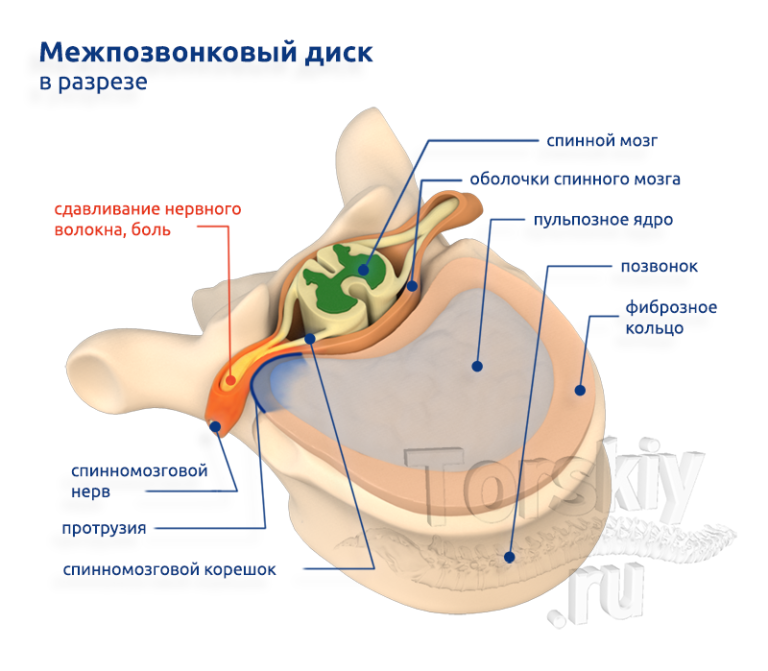 Межпозвонковый диск
в разрезе
спинной мозг
оболочки спинного мозга
сдавливание нервного
волокна, боль
пульпозное ядро
позвонок
фиброзное
кольцо
спинномозговой
нерв
протрузия
спинномозговой корешок
Torskiy
.ru